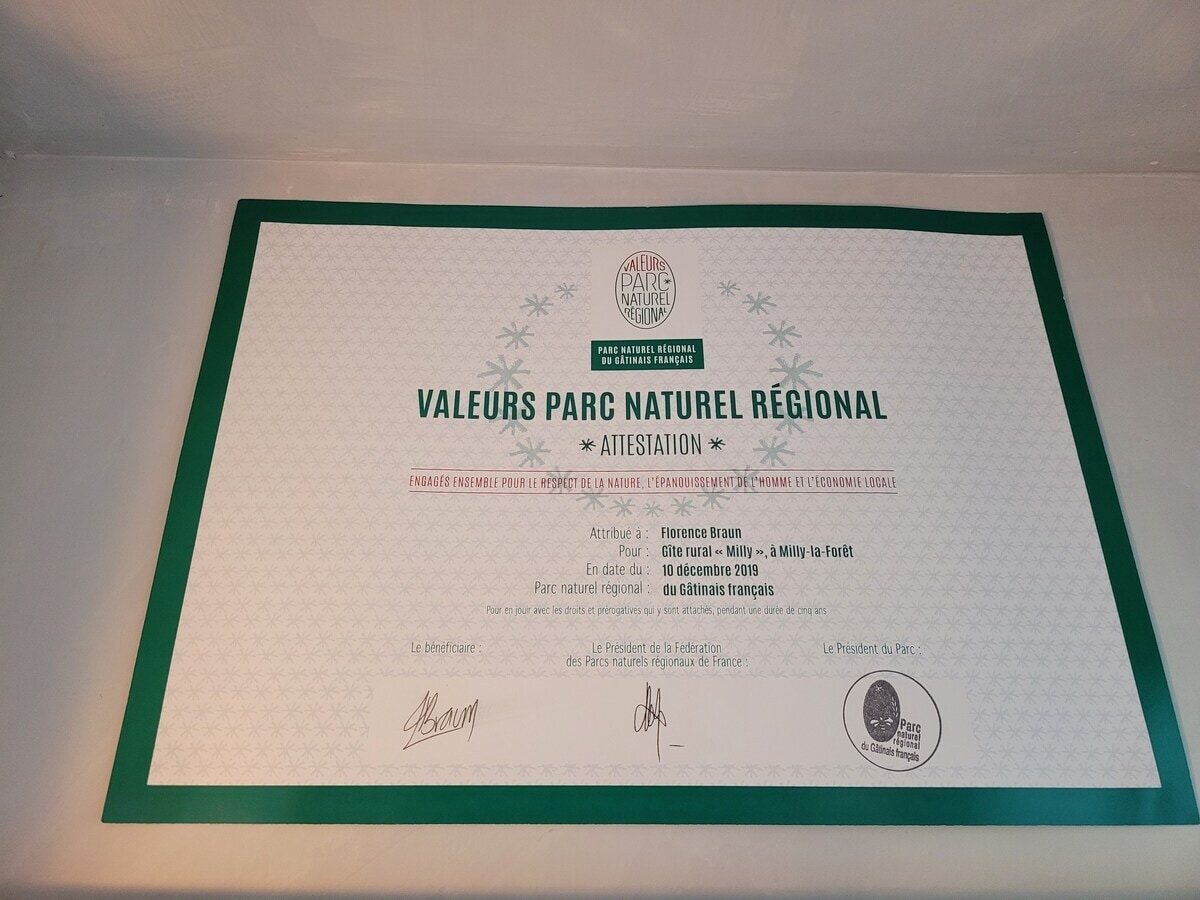 VALEURS
PARC
NATUREL
RÉGIONAL
PARC NATUREL RÉGIONAL
DU GÂTINAIS FRANÇAIS
VALEURS PARC NATUREL RÉGIONAL
* ATTESTATION *
ENGAGÉS ENSEMBLE POUR LE RESPECT DE LA NATURE, L'ÉPANOUISSEMENT DE L'HOMME ET L'ÉCONOMIE LOCALE
Attribué à : Florence Braun
Pour : Gîte rural « Milly », à Milly-la-Forêt
En date du : 10 décembre 2019
Parc naturel régional : du Gâtinais français
Pour en jouir avec les droits et prérogatives qui y sont attachés, pendant une durée de cinq ans
Le bénéficiaire :
Le Président de la Fédération
des Parcs naturels régionaux de France :
Le Président du Parc :
Braun
Parc
naturel
régional
du Gâtinais français